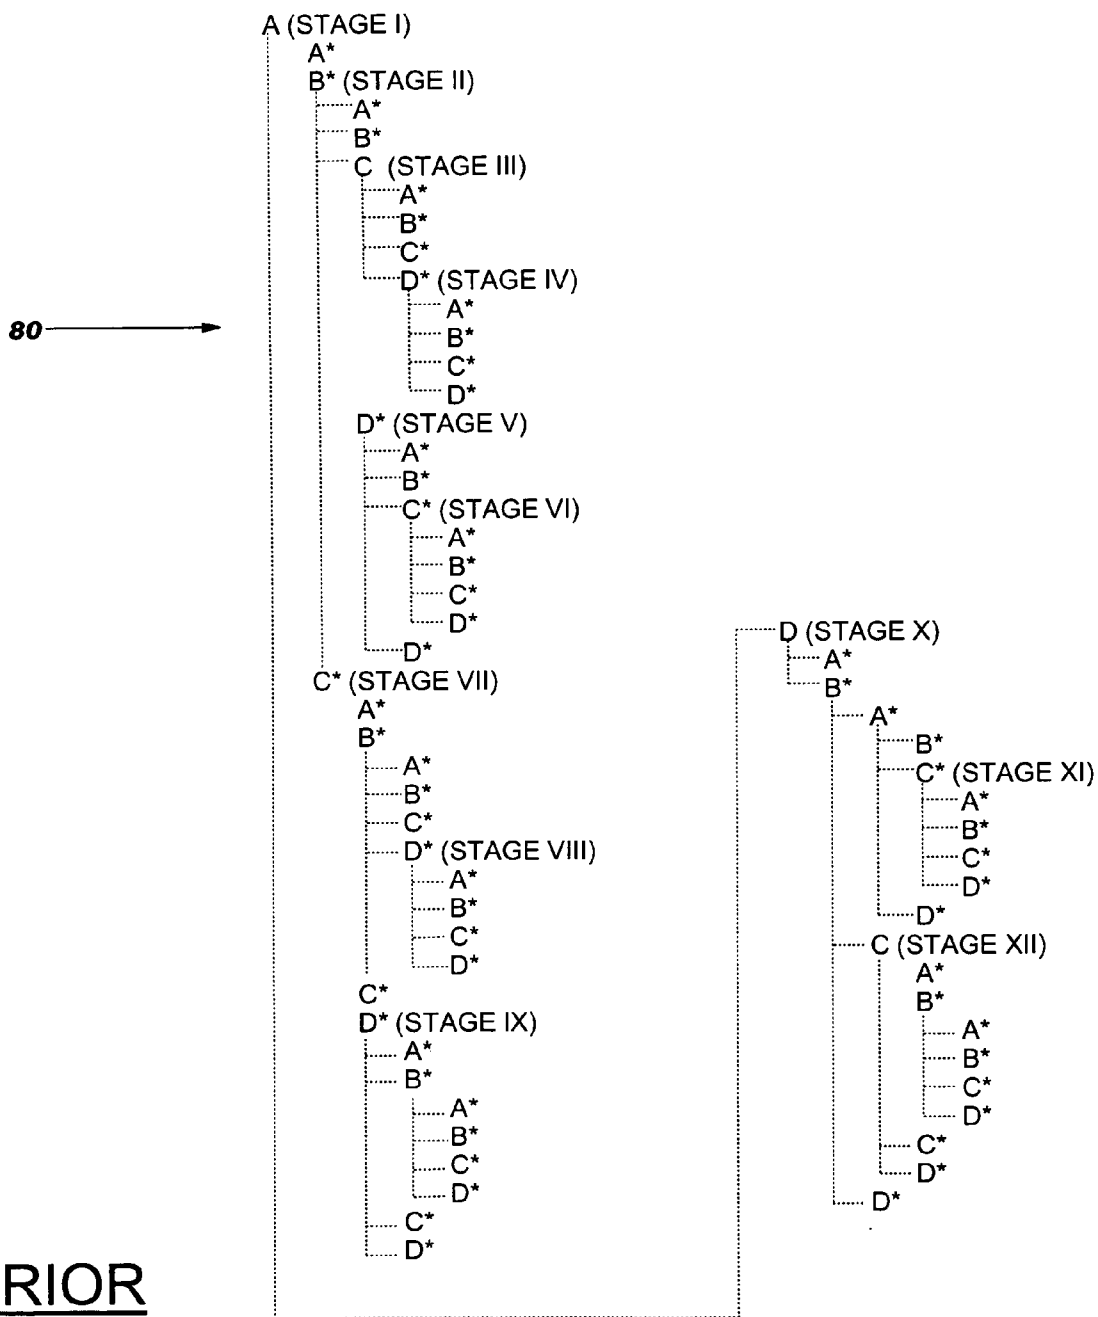 A (STAGE I)
A*
B* (STAGE II)
A*
B*
C (STAGE III)
A*
B*
C*
D* (STAGE IV)
A*
B*
C*
D*
80
D* (STAGE V)
A*
B*
C* (STAGE VI)
A*
B*
C*
D*
D*
C* (STAGE VII)
A*
B*
A*
B*
C*
D* (STAGE VIII)
A*
B*
C*
D*
C*
D* (STAGE IX)
A*
B*
A*
B*
C*
D*
C*
D*
D (STAGE X)
A*
B*
A*
B*
C* (STAGE XI)
A*
B*
C*
D*
D*
C (STAGE XII)
A*
B*
A*
B*
C*
D*
C*
D*
D*
RIOR